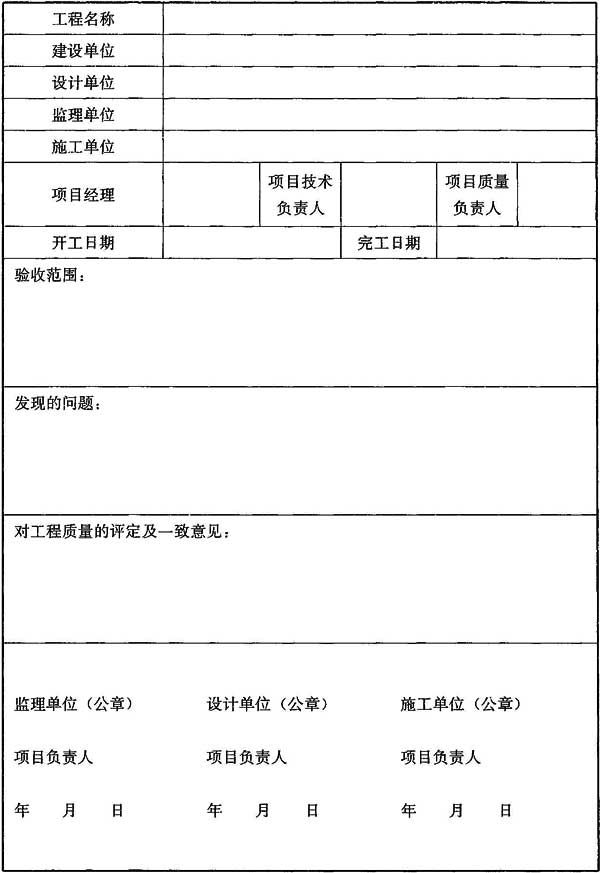 工程名称
建设单位
设计单位
监理单位
施工单位
项目经理 项目技术负责人 项目质量负责人
开工日期 完工日期
验收范围：
发现的问题：
对工程质量的评定及一致意见：
监理单位（公章） 设计单位（公章） 施工单位（公章）
项目负责人 项目负责人 项目负责人
年 月 日 年 月 日 年 月 日